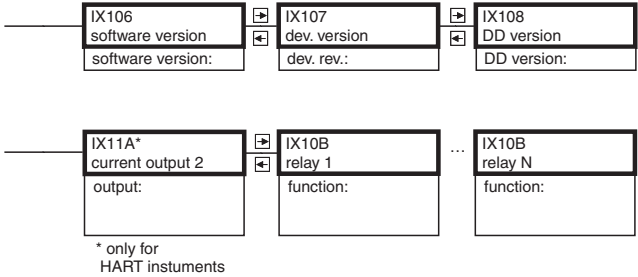 IX106
software version
software version:
IX107
dev. version
dev. rev.:
IX108
DD version
DD version:
IX11A*
current output 2
output:
IX10B
relay 1
function:
...
IX10B
relay N
function:
* only for
HART instuments